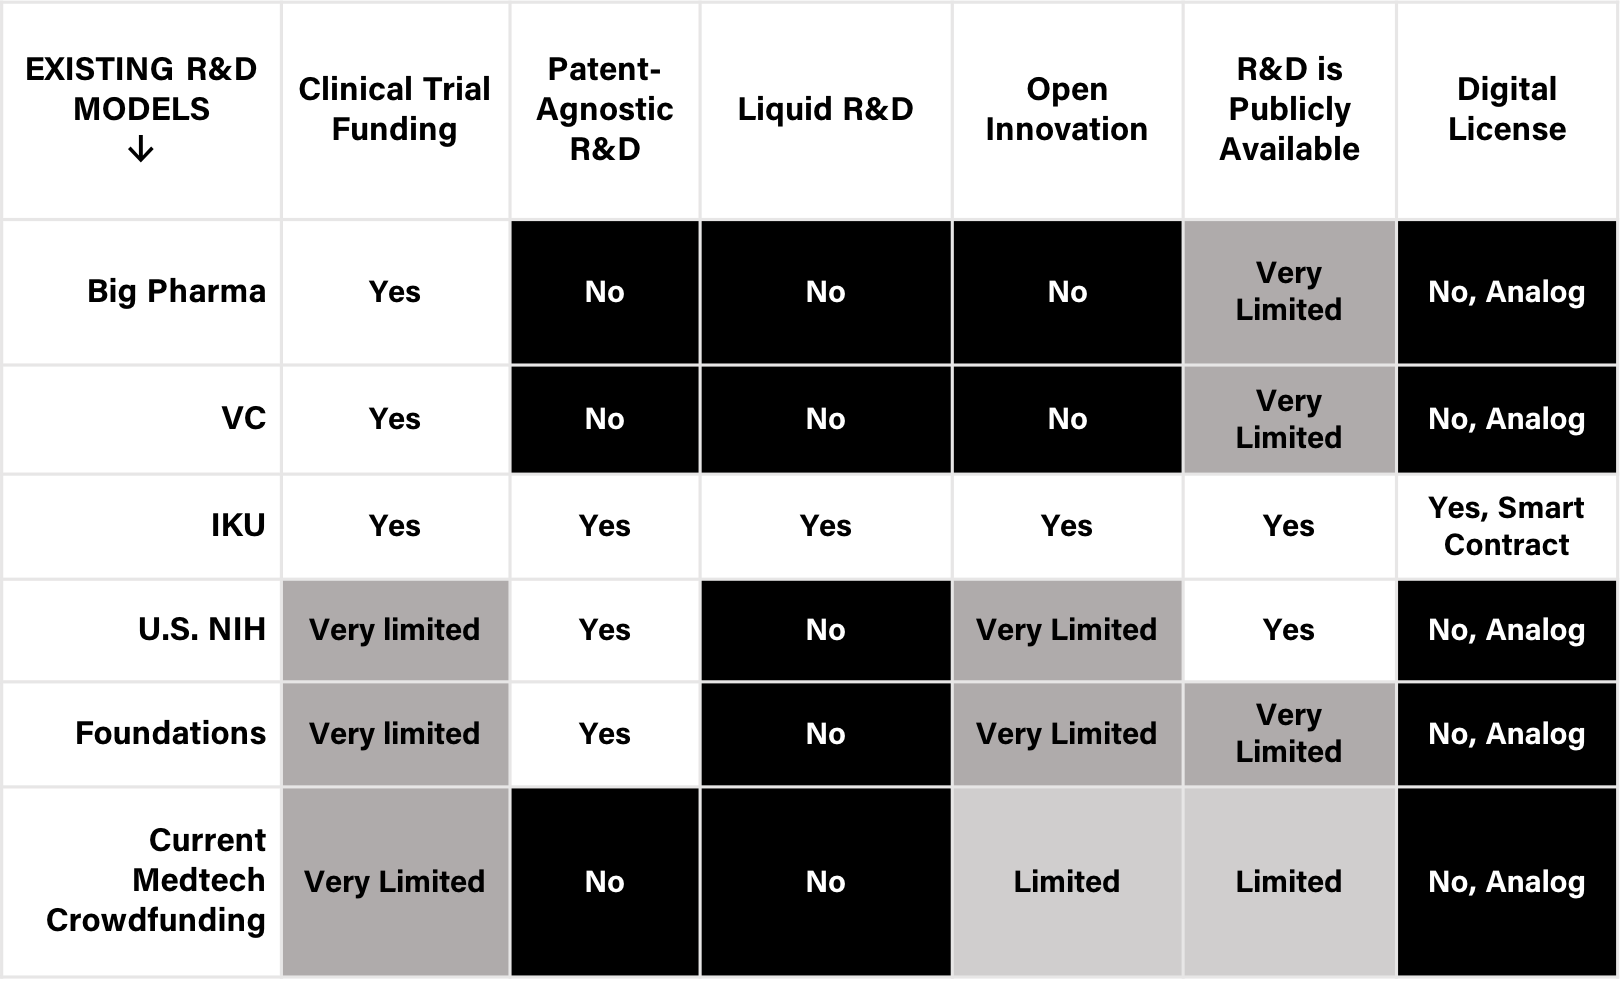 EXISTING R&D
MODELS
↓
Clinical Trial
Funding
Patent-
Agnostic
R&D
Liquid R&D
Open
Innovation
R&D is
Publicly
Available
Digital
License
Big Pharma
Yes
No
No
No
Very
Limited
No, Analog
VC
Yes
No
No
No
Very
Limited
No, Analog
IKU
Yes
Yes
Yes
Yes
Yes
Yes, Smart
Contract
U.S. NIH
Very limited
Yes
No
Very Limited
Yes
No, Analog
Foundations
Very limited
Yes
No
Very Limited
Very
Limited
No, Analog
Current
Medtech
Crowdfunding
Very Limited
No
No
Limited
Limited
No, Analog